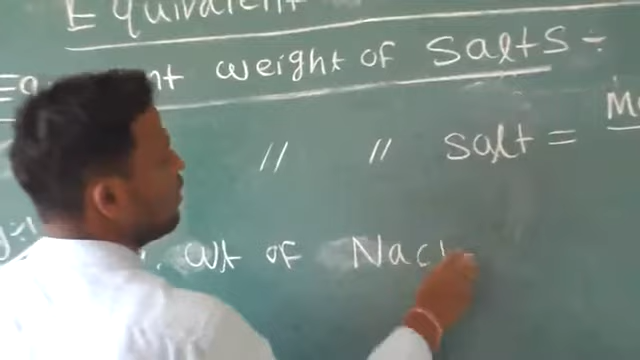 Equivalent
weight of salts ÷
〃 〃 salt =
wt of NaCl